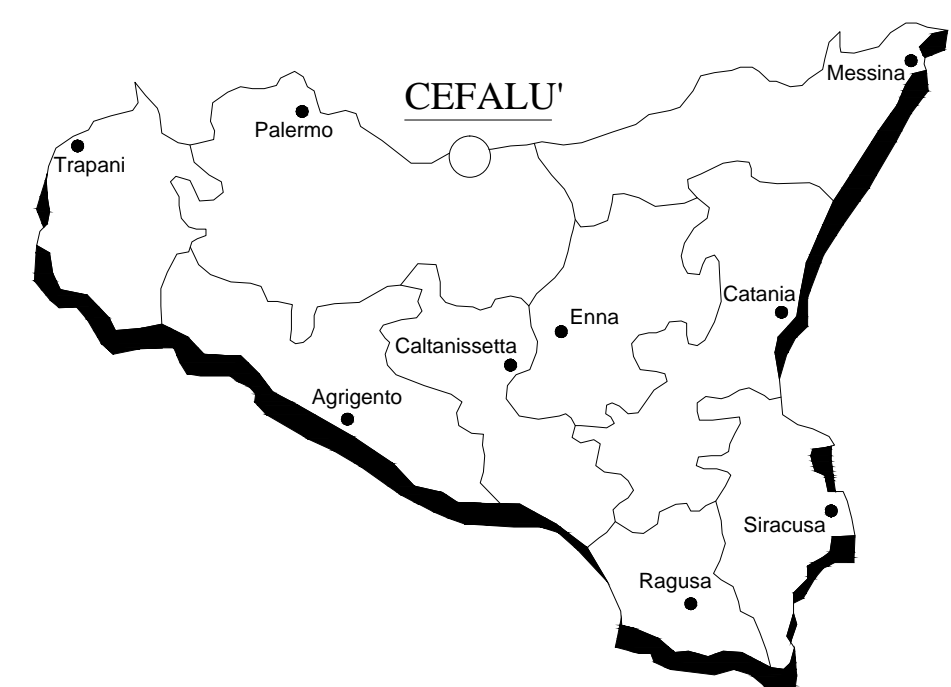 Messina
CEFALU'
Palermo
Trapani
Catania
Enna
Caltanissetta
Agrigento
Siracusa
Ragusa